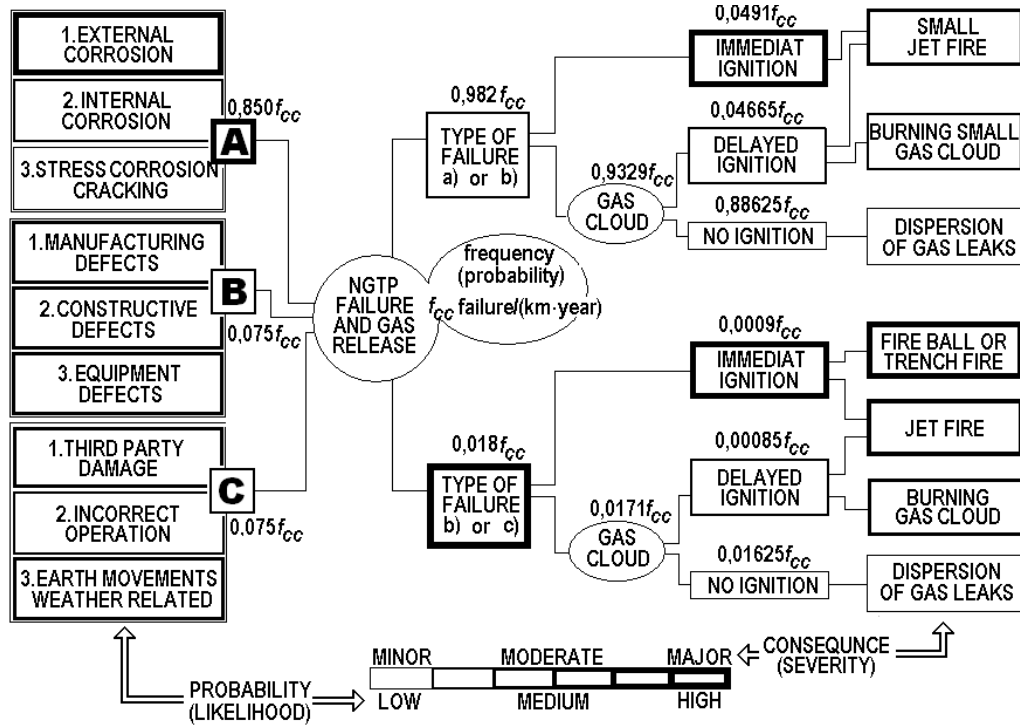 1.EXTERNAL
CORROSION
2.INTERNAL
CORROSION
3.STRESS CORROSION
CRACKING
0,850fcc
A
1.MANUFACTURING
DEFECTS
2.CONSTRUCTIVE
DEFECTS
3.EQUIPMENT
DEFECTS
B
0,075fcc
1.THIRD PARTY
DAMAGE
2.INCORRECT
OPERATION
3.EARTH MOVEMENTS
WEATHER RELATED
C
0,075fcc
NGTP
FAILURE
AND GAS
RELEASE
frequency
(probability)
fcc failure/(km·year)
0,982fcc
TYPE OF
FAILURE
a) or b)
0,0491fcc
IMMEDIAT
IGNITION
0,9329fcc
GAS
CLOUD
0,04665fcc
DELAYED
IGNITION
0,88625fcc
NO IGNITION
SMALL
JET FIRE
BURNING SMALL
GAS CLOUD
DISPERSION
OF GAS LEAKS
0,018fcc
TYPE OF
FAILURE
b) or c)
0,0009fcc
IMMEDIAT
IGNITION
0,0171fcc
GAS
CLOUD
0,00085fcc
DELAYED
IGNITION
0,01625fcc
NO IGNITION
FIRE BALL OR
TRENCH FIRE
JET FIRE
BURNING
GAS CLOUD
DISPERSION
OF GAS LEAKS
PROBABILITY
(LIKELIHOOD)
MINOR MODERATE MAJOR
LOW MEDIUM HIGH
CONSEQUNCE
(SEVERITY)